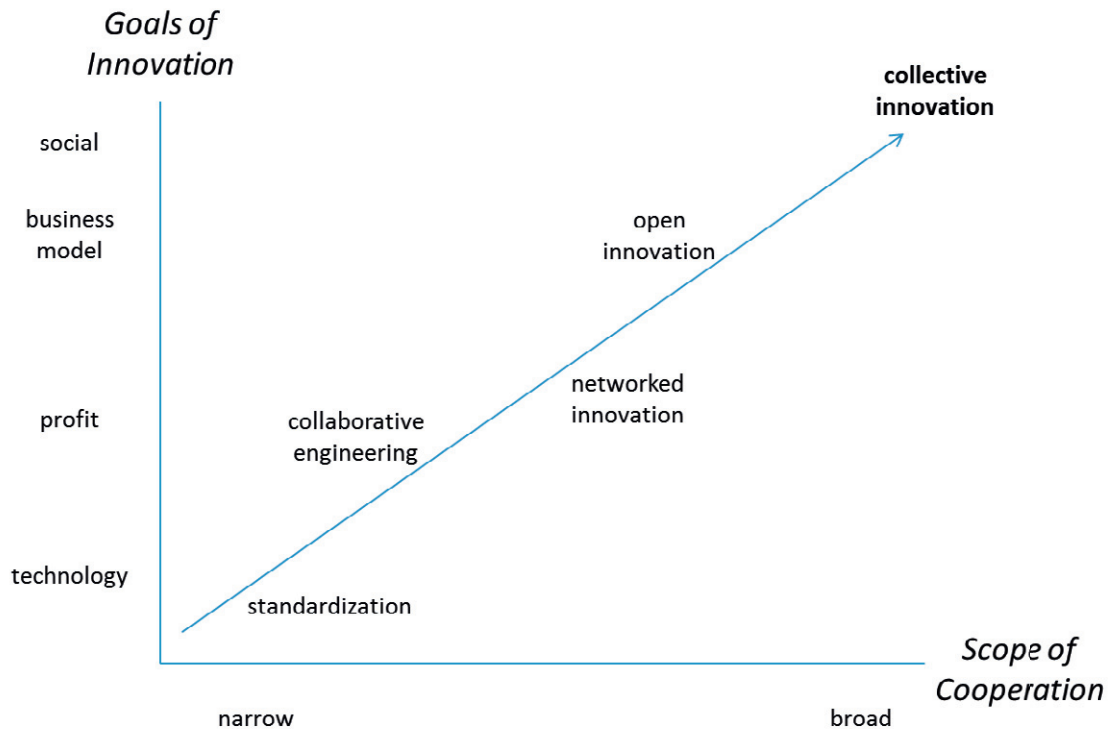 Goals of
Innovation
collective
innovation
social
business
model
open
innovation
networked
innovation
profit
collaborative
engineering
technology
standardization
Scope of
Cooperation
narrow
broad